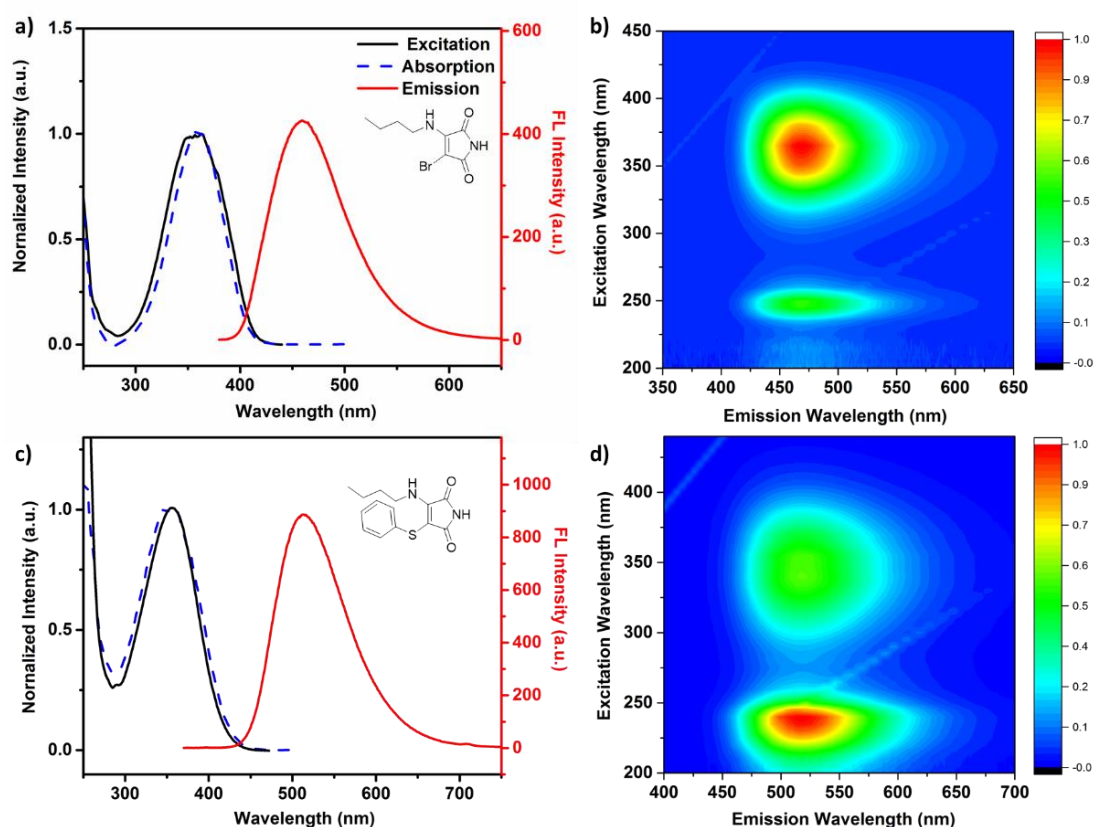 a)
1.5
1.0
0.5
0.0
Nornalized Intensity (a.u.)
300
400
500
600
Wavelength (nm)
600
400
200
0
FL Intensity (a.u.)
Excitation
Absorption
Emission
H
N
O
NH
Br
O
b)
450
400
350
300
250
200
Excitation Wavelength (nm)
350
400
450
500
550
600
650
Emission Wavelength (nm)
1.0
0.9
0.8
0.7
0.6
0.5
0.4
0.3
0.2
0.1
-0.0
c)
1.0
0.5
0.0
Nornalized Intensity (a.u.)
300
400
500
600
700
Wavelength (nm)
1000
800
600
400
200
0
FL Intensity (a.u.)
H
N
O
NH
S
O
d)
400
350
300
250
200
Excitation Wavelength (nm)
400
450
500
550
600
650
700
Emission Wavelength (nm)
1.0
0.9
0.8
0.7
0.6
0.5
0.4
0.3
0.2
0.1
-0.0